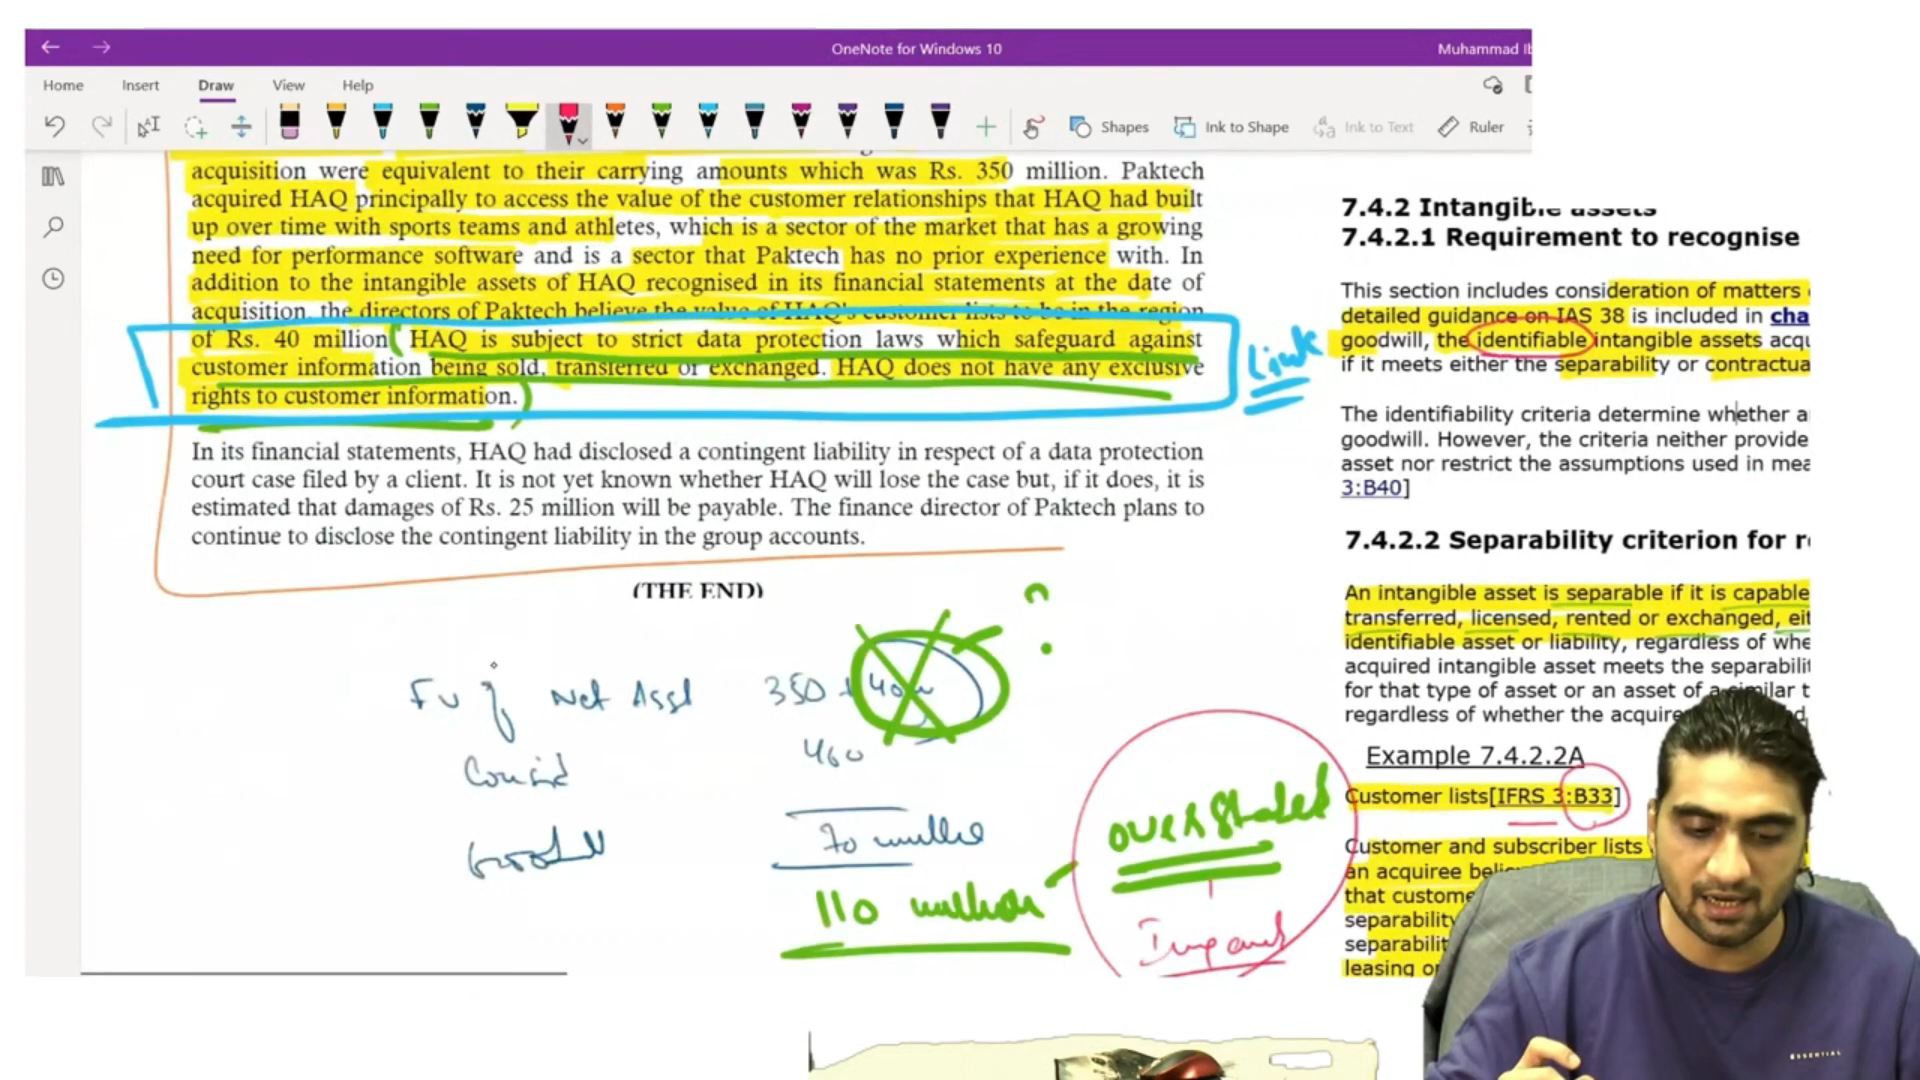 OneNote for Windows 10
Muhammad Ib
Home Insert Draw View Help
Shapes Ink to Shape Ink to Text Ruler
acquisition were equivalent to their carrying amounts which was Rs. 350 million. Paktech
acquired HAQ principally to access the value of the customer relationships that HAQ had built
up over time with sports teams and athletes, which is a sector of the market that has a growing
need for performance software and is a sector that Paktech has no prior experience with. In
addition to the intangible assets of HAQ recognised in its financial statements at the date of
acquisition, the directors of Paktech believe the value of HAQ's customer lists to be in the region
of Rs. 40 million. HAQ is subject to strict data protection laws which safeguard against
customer information being sold, transferred or exchanged. HAQ does not have any exclusive
rights to customer information.
Link
In its financial statements, HAQ had disclosed a contingent liability in respect of a data protection
court case filed by a client. It is not yet known whether HAQ will lose the case but, if it does, it is
estimated that damages of Rs. 25 million will be payable. The finance director of Paktech plans to
continue to disclose the contingent liability in the group accounts.
(THE END)
?
Net Asst 350 + 40
460
70
110 million
overstated
7.4.2 Intangible assets
7.4.2.1 Requirement to recognise
This section includes consideration of matters
detailed guidance on IAS 38 is included in cha
goodwill, the identifiable intangible assets acqu
if it meets either the separability or contractua
The identifiability criteria determine whether a
goodwill. However, the criteria neither provide
asset nor restrict the assumptions used in mea
3:B40]
7.4.2.2 Separability criterion for r
An intangible asset is separable if it is capable
transferred, licensed, rented or exchanged, eit
identifiable asset or liability, regardless of whe
acquired intangible asset meets the separabilit
for that type of asset or an asset of a similar t
regardless of whether the acquire
Example 7.4.2.2A
Customer lists[IFRS 3:B33]
Customer and subscriber lists
an acquiree beli
that custome
separability
separabilit
leasing or
ESSENTIAL